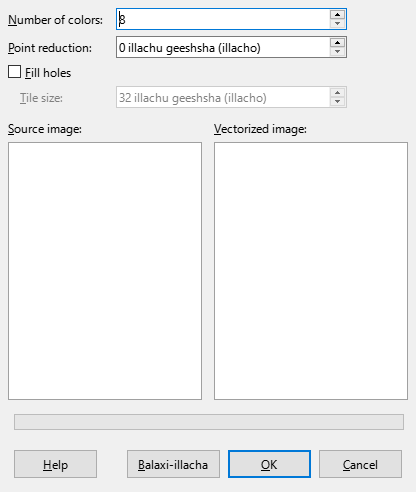 Number of colors: 8
Point reduction: 0 illachu geeshsha (illacho)
Fill holes
Tile size: 32 illachu geeshsha (illacho)
Source image: Vectorized image:
Help Balaxi-illacha OK Cancel